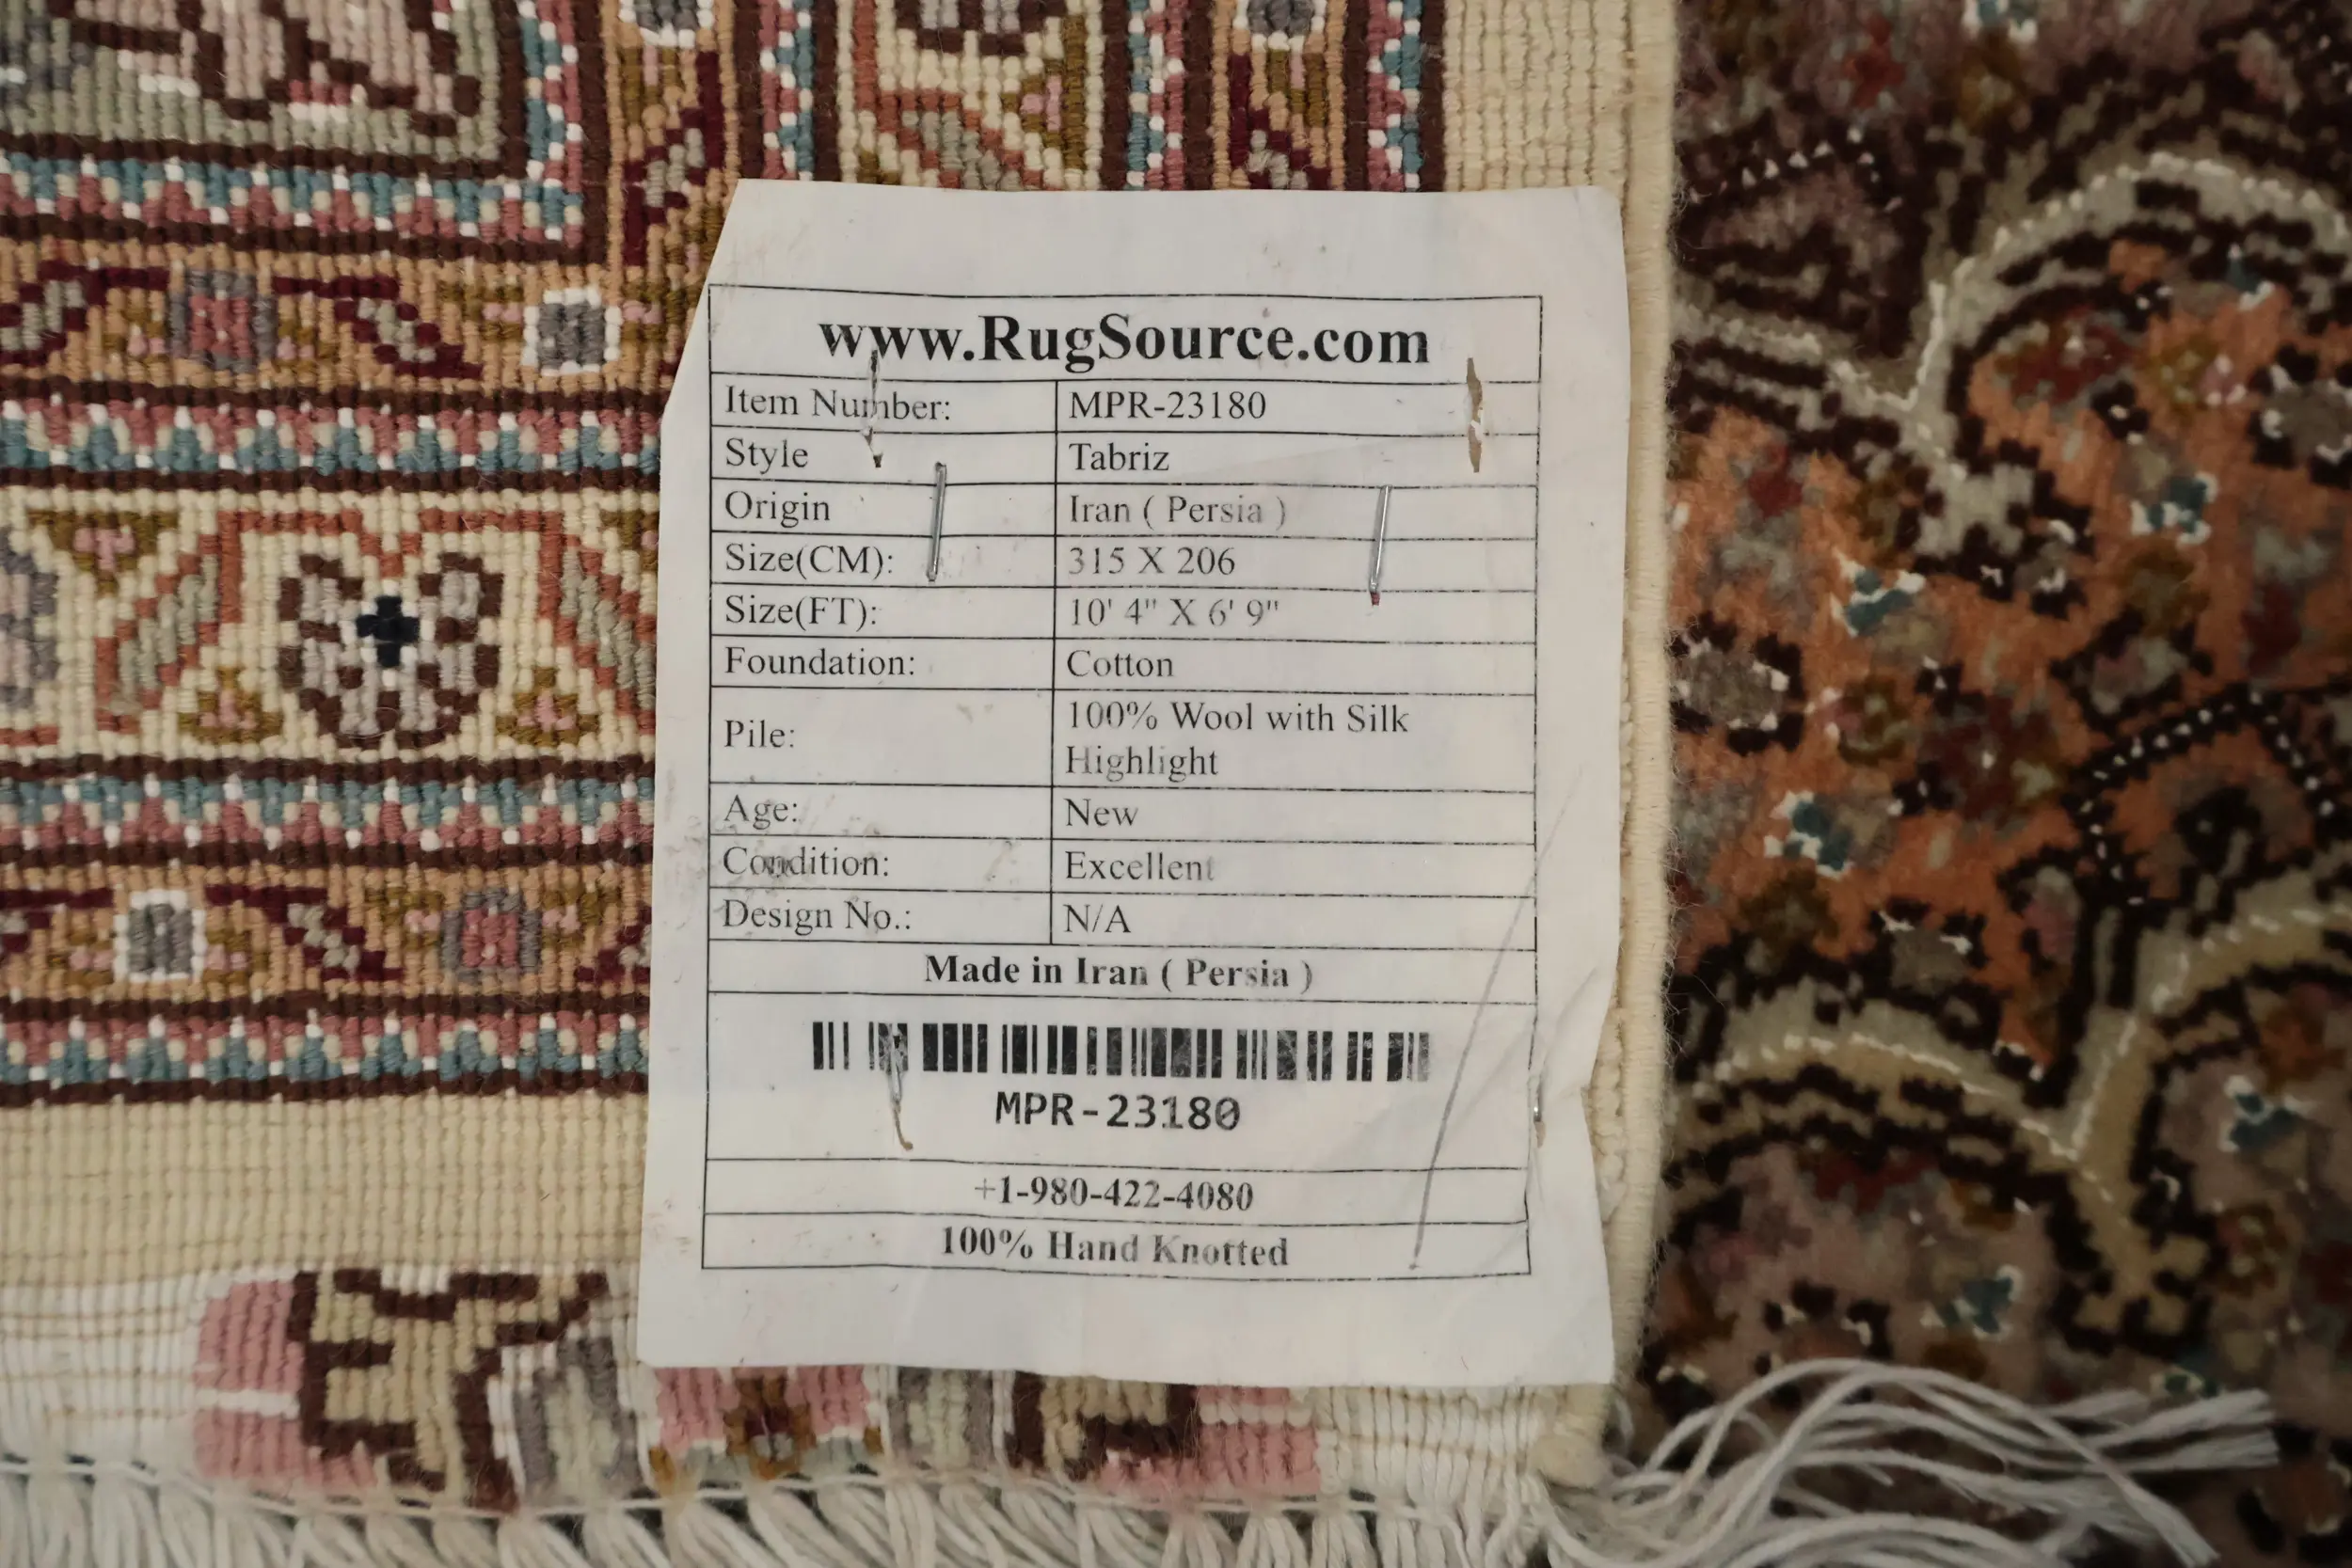 www.RugSource.com
Item Number: MPR-23180
Style Tabriz
Origin Iran ( Persia )
Size(CM): 315 X 206
Size(FT): 10' 4" X 6' 9"
Foundation: Cotton
Pile: 100% Wool with Silk
Highlight
Age: New
Condition: Excellent
Design No.: N/A
Made in Iran ( Persia )
MPR-23180
+1-980-422-4080
100% Hand Knotted